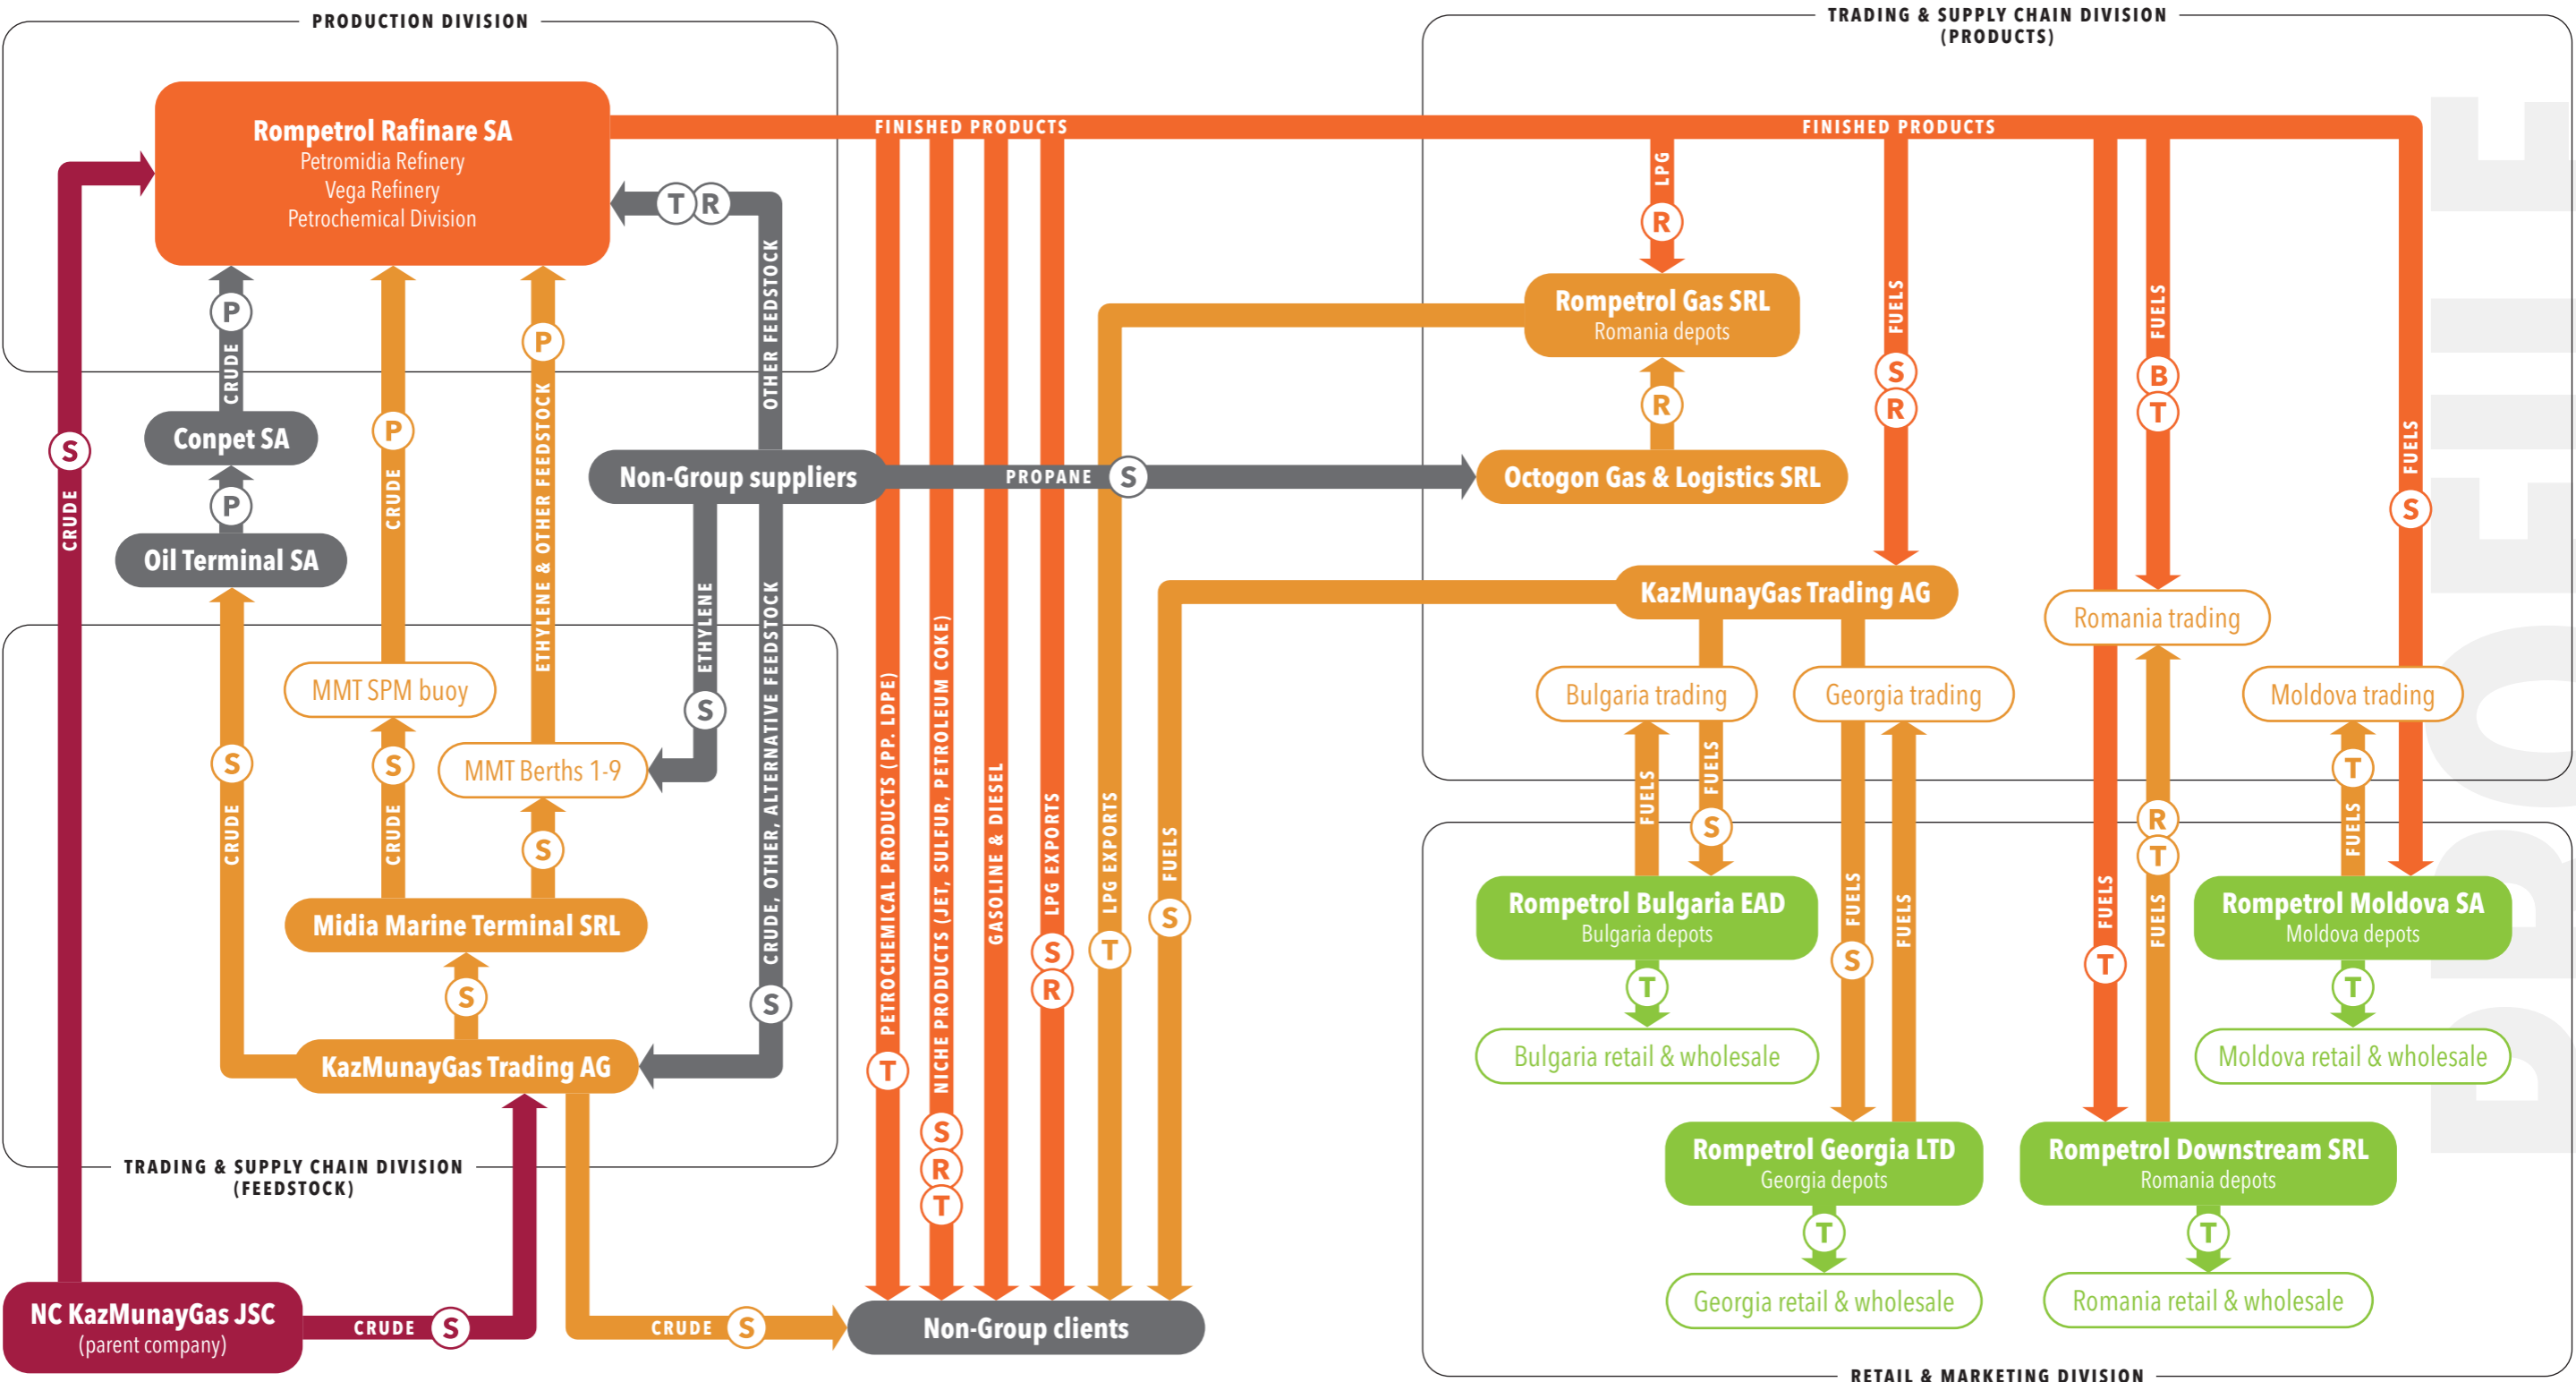 PRODUCTION DIVISION
TRADING & SUPPLY CHAIN DIVISION
(PRODUCTS)
Rompetrol Rafinare SA
Petromidia Refinery
Vega Refinery
Petrochemical Division
FINISHED PRODUCTS
FINISHED PRODUCTS
T R
OTHER FEEDSTOCK
LPG
R
Rompetrol Gas SRL
Romania depots
R
Octogon Gas & Logistics SRL
FUELS
S
R
FUELS
B
T
FUELS
S
P
CRUDE
Conpet SA
P
Oil Terminal SA
P
CRUDE
P
ETHYLENE & OTHER FEEDSTOCK
S
CRUDE
Non-Group suppliers
PROPANE
S
ETHYLENE
S
CRUDE, OTHER, ALTERNATIVE FEEDSTOCK
S
KazMunayGas Trading AG
Romania trading
Bulgaria trading
Georgia trading
Moldova trading
MMT SPM buoy
MMT Berths 1-9
S
CRUDE
S
CRUDE
S
Midia Marine Terminal SRL
S
KazMunayGas Trading AG
PETROCHEMICAL PRODUCTS (PP. LDPE)
T
NICHE PRODUCTS (JET, SULFUR, PETROLEUM COKE)
S
R
T
GASOLINE & DIESEL
LPG EXPORTS
S
R
LPG EXPORTS
T
FUELS
S
FUELS
FUELS
S
FUELS
S
FUELS
FUELS
T
R
T
FUELS
T
FUELS
Rompetrol Bulgaria EAD
Bulgaria depots
T
Bulgaria retail & wholesale
Rompetrol Moldova SA
Moldova depots
T
Moldova retail & wholesale
Rompetrol Georgia LTD
Georgia depots
T
Georgia retail & wholesale
Rompetrol Downstream SRL
Romania depots
T
Romania retail & wholesale
TRADING & SUPPLY CHAIN DIVISION
(FEEDSTOCK)
NC KazMunayGas JSC
(parent company)
CRUDE
S
CRUDE
S
Non-Group clients
RETAIL & MARKETING DIVISION